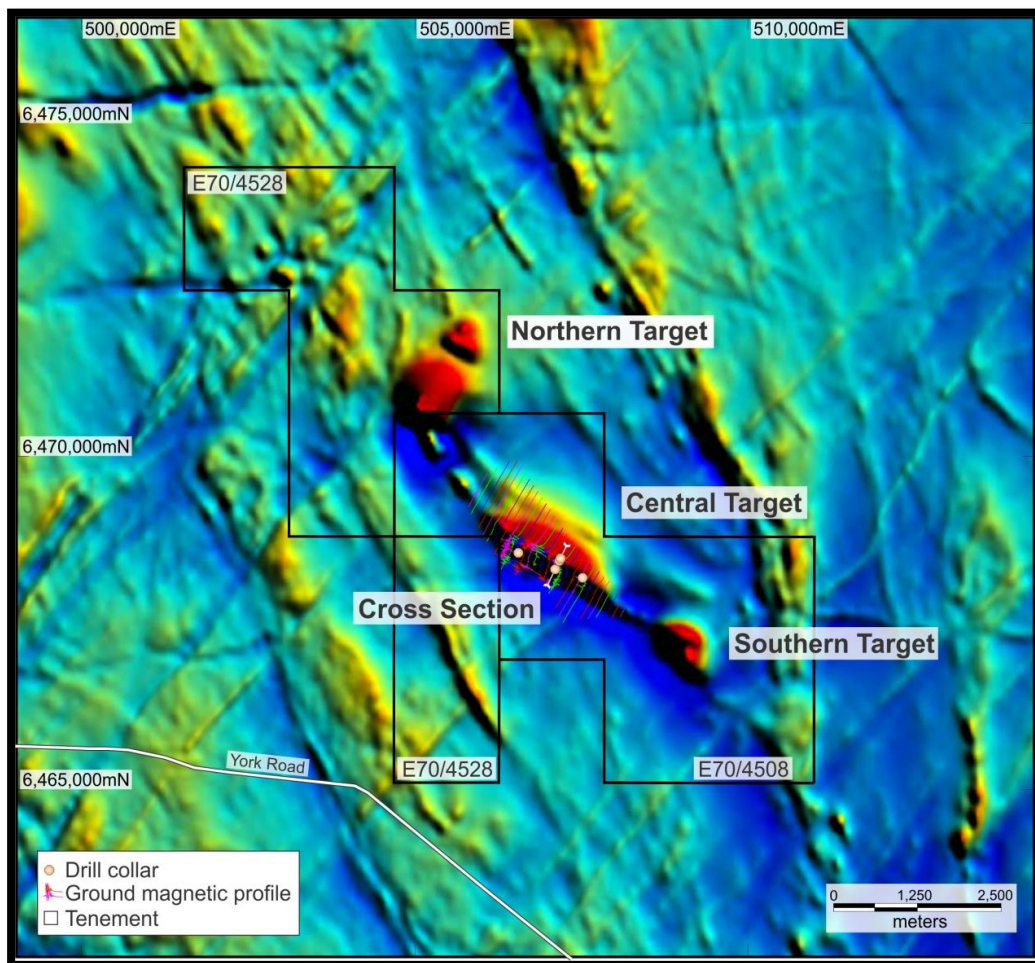 500,000mE
505,000mE
510,000mE
6,475,000mN
E70/4528
Northern Target
6,470,000mN
Central Target
Cross Section
Southern Target
York Road
6,465,000mN
E70/4528
E70/4508
Drill collar
Ground magnetic profile
Tenement
0 1,250 2,500
meters